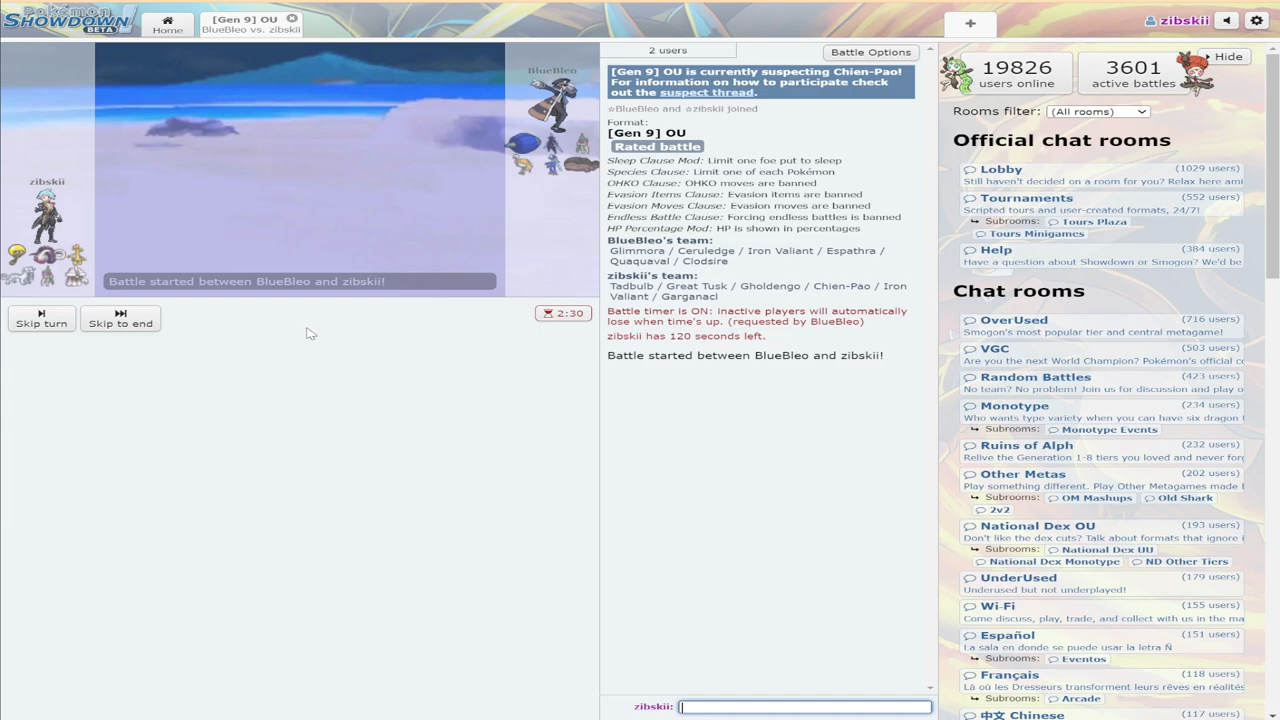 Pokémon
SHOWDOWN
BETA
Home
[Gen 9] OU
BlueBleo vs. zibskii
+
zibskii
BlueBleo
zibskii
Battle started between BlueBleo and zibskii!
Skip turn
Skip to end
2:30
2 users
Battle Options
[Gen 9] OU is currently suspecting Chien-Pao!
For information on how to participate check
out the suspect thread.
☆BlueBleo and ☆zibskii joined
Format:
[Gen 9] OU
Rated battle
Sleep Clause Mod: Limit one foe put to sleep
Species Clause: Limit one of each Pokémon
OHKO Clause: OHKO moves are banned
Evasion Items Clause: Evasion items are banned
Evasion Moves Clause: Evasion moves are banned
Endless Battle Clause: Forcing endless battles is banned
HP Percentage Mod: HP is shown in percentages
BlueBleo's team:
Glimmora / Ceruledge / Iron Valiant / Espathra /
Quaquaval / Clodsire
zibskii's team:
Tadbulb / Great Tusk / Gholdengo / Chien-Pao / Iron
Valiant / Garganacl
Battle timer is ON: inactive players will automatically
lose when time's up. (requested by BlueBleo)
zibskii has 120 seconds left.
Battle started between BlueBleo and zibskii!
zibskii:
19826
users online
3601
active battles
Hide
Rooms filter: (All rooms)
Official chat rooms
Lobby (1029 users)
Still haven't decided on a room for you? Relax here ami
Tournaments (552 users)
Scripted tours and user-created formats, 24/7!
Subrooms: Tours Plaza
Tours Minigames
Help (384 users)
Have a question about Showdown or Smogon? We'd be
Chat rooms
OverUsed (716 users)
Smogon's most popular tier and central metagame!
VGC (503 users)
Are you the next World Champion? Pokémon's official co
Random Battles (423 users)
No team? No problem! Join us for discussion and play o
Monotype (234 users)
Who wants type variety when you can have six dragon t
Subrooms: Monotype Events
Ruins of Alph (232 users)
Relive the Generation 1-8 tiers you loved and never forg
Other Metas (202 users)
Play something different. Play Other Metagames made b
Subrooms: OM Mashups Old Shark
2v2
National Dex OU (193 users)
Don't like the dex cuts? Talk about formats that ignore i
Subrooms: National Dex UU
National Dex Monotype ND Other Tiers
UnderUsed (179 users)
Underused but not underplayed!
Wi-Fi (155 users)
Come discuss, play, trade, and collect with us in the ma
Español (151 users)
La sala en donde se puede usar la letra Ñ
Subrooms: Eventos
Français (118 users)
Là où les Dresseurs transforment leurs rêves en réalités
Subrooms: Arcade
中文 Chinese (117 users)